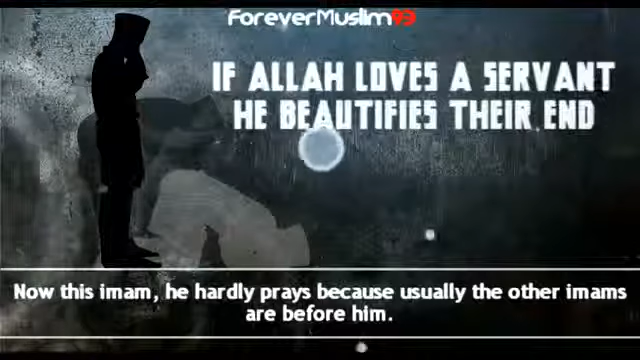 ForeverMuslim93
IF ALLAH LOVES A SERVANT
HE BEAUTIFIES THEIR END
Now this imam, he hardly prays because usually the other imams
are before him.